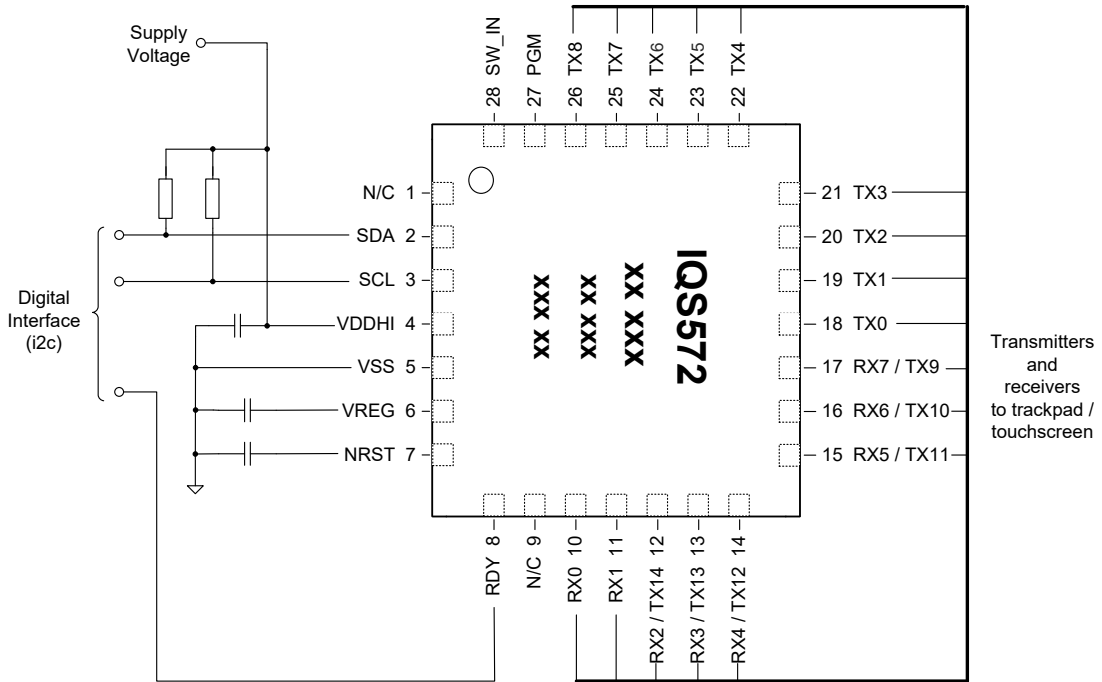 Supply
Voltage
28 SW_IN
27 PGM
26 TX8
25 TX7
24 TX6
23 TX5
22 TX4
N/C 1
SDA 2
SCL 3
VDDHI 4
VSS 5
VREG 6
NRST 7
Digital
Interface
(i2c)
IQS572
xx xxx
xxx xx
xxx xx
21 TX3
20 TX2
19 TX1
18 TX0
17 RX7 / TX9
16 RX6 / TX10
15 RX5 / TX11
Transmitters
and
receivers
to trackpad /
touchscreen
RDY 8
N/C 9
RX0 10
RX1 11
RX2 / TX14 12
RX3 / TX13 13
RX4 / TX12 14